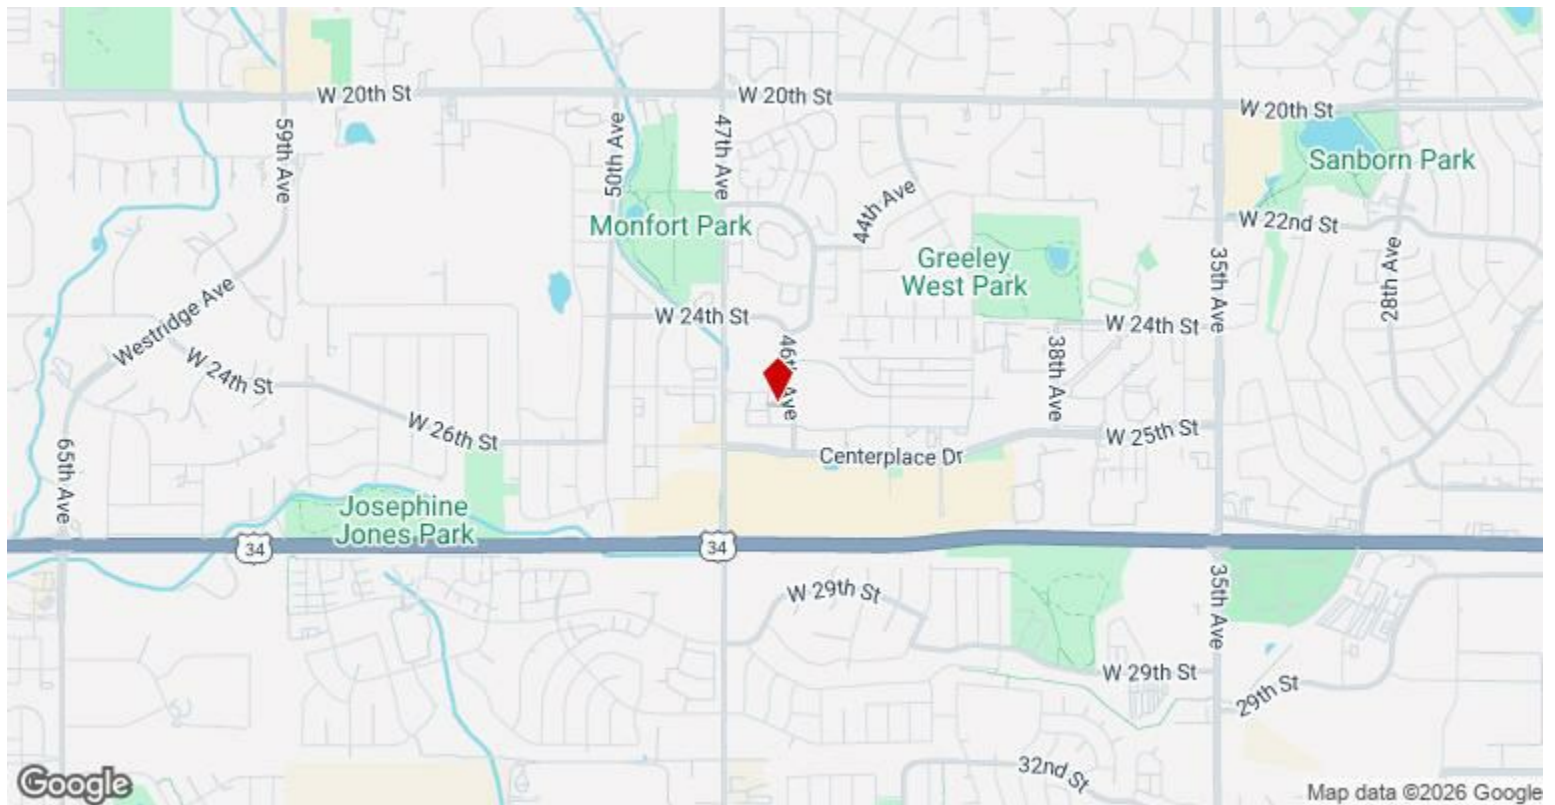 W 20th St
W 20th St
W 20th St
59th Ave
50th Ave
47th Ave
Sanborn Park
44th Ave
Monfort Park
W 22nd St
Greeley
West Park
35th Ave
28th Ave
Westridge Ave
W 24th St
W 24th St
W 24th St
46th Ave
38th Ave
W 26th St
W 25th St
65th Ave
Centerplace Dr
Josephine
Jones Park
34
34
W 29th St
35th Ave
W 29th St
29th St
32nd St
Google
Map data ©2026 Google